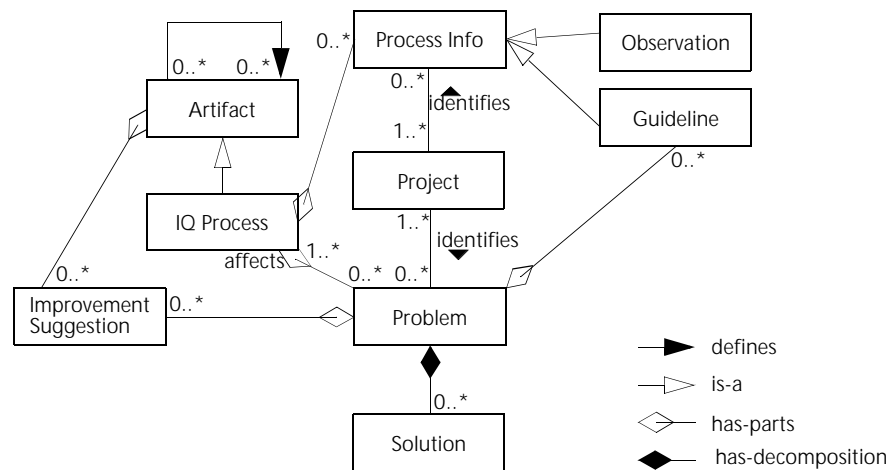 0..*
Process Info
Observation
0..*
0..*
0..*
identifies
Artifact
Guideline
1..*
0..*
Project
IQ Process
1..*
identifies
affects
1..*
0..*
0..*
0..*
0..*
Improvement
Suggestion
Problem
defines
is-a
0..*
has-parts
Solution
has-decomposition